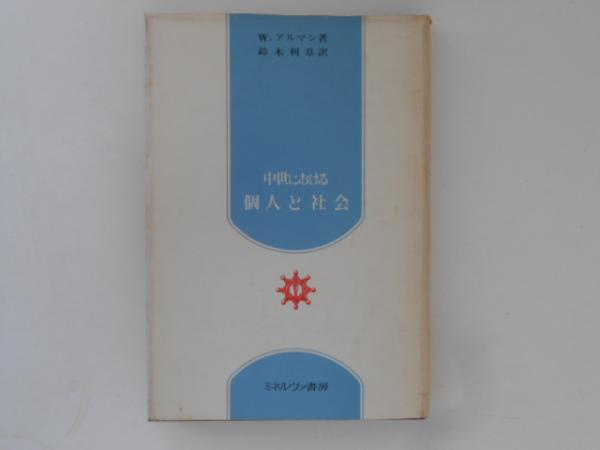 W.アルマン著
鈴木利章訳
中世における
個人と社会
ミネルヴァ書房